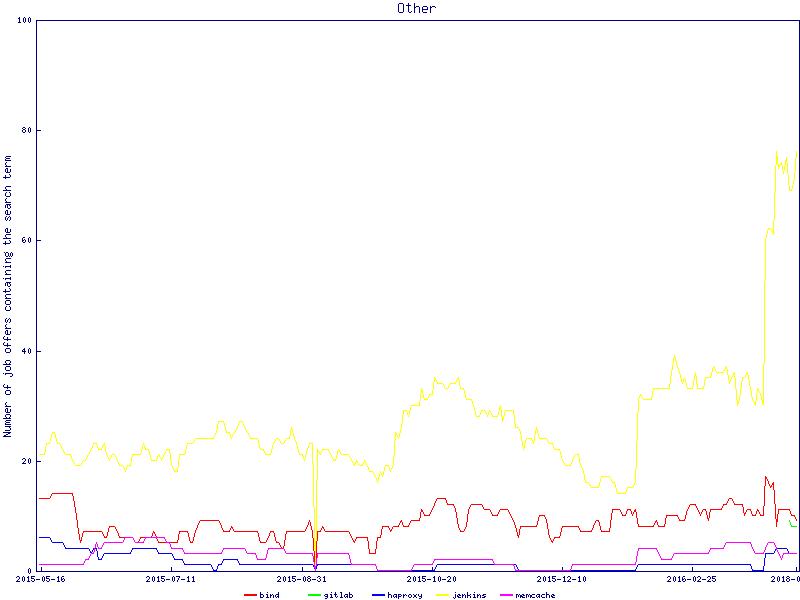 Other
Number of job offers containing the search term
100
80
60
40
20
0
2015-05-16 2015-07-11 2015-08-31 2015-10-20 2015-12-10 2016-02-25 2018-0
bind gitlab haproxy jenkins memcache